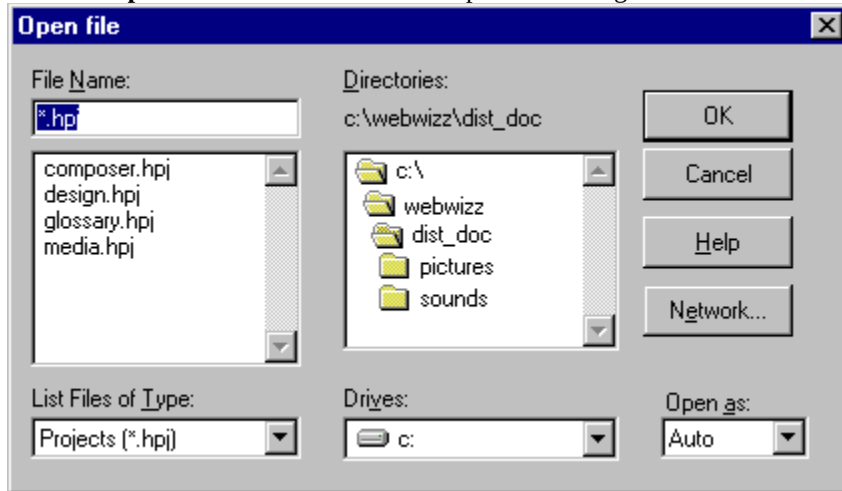 Open file
File Name:
*.hpj
composer.hpj
design.hpj
glossary.hpj
media.hpj
List Files of Type:
Projects (*.hpj)
Directories:
c:\webwizz\dist_doc
c:\
webwizz
dist_doc
pictures
sounds
Drives:
c:
OK
Cancel
Help
Network...
Open as:
Auto